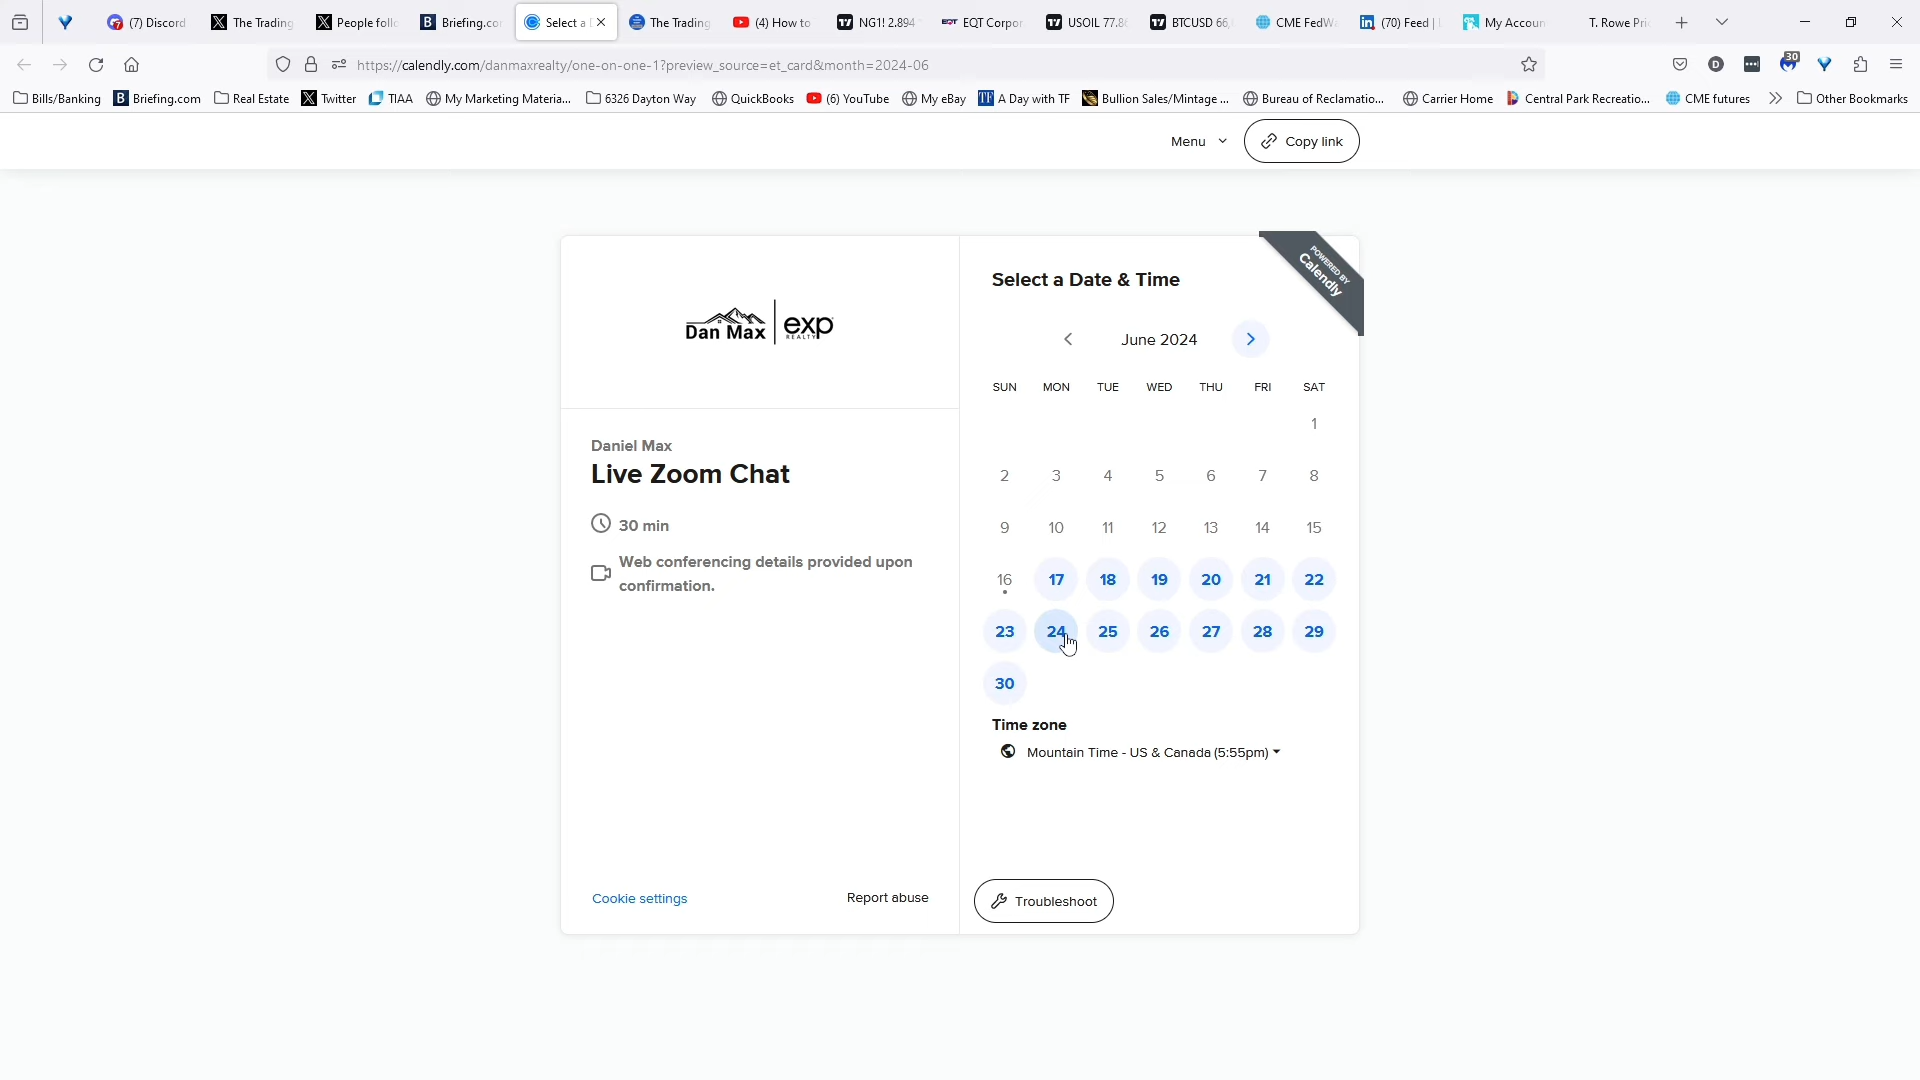 (7) Discord
The Trading
People follo
Briefing.co
Select a D
The Trading
(4) How to
NG1! 2.894
EQT EQT Corpor
USOIL 77.8
BTCUSD 66,
CME FedW
(70) Feed | L
My Accoun
T. Rowe Pri
https://calendly.com/danmaxrealty/one-on-one-1?preview_source=et_card&month=2024-06
30
Bills/Banking
Briefing.com
Real Estate
Twitter
TIAA
My Marketing Materia...
6326 Dayton Way
QuickBooks
(6) YouTube
My eBay
A Day with TF
Bullion Sales/Mintage ...
Bureau of Reclamatio...
Carrier Home
Central Park Recreatio...
CME futures
Other Bookmarks
Menu
Copy link
Dan Max
exp
REALTY
Daniel Max
Live Zoom Chat
30 min
Web conferencing details provided upon
confirmation.
Cookie settings
Report abuse
POWERED BY
Calendly
Select a Date & Time
June 2024
SUN MON TUE WED THU FRI SAT
1
2 3 4 5 6 7 8
9 10 11 12 13 14 15
16 17 18 19 20 21 22
23 24 25 26 27 28 29
30
Time zone
Mountain Time - US & Canada (5:55pm)
Troubleshoot